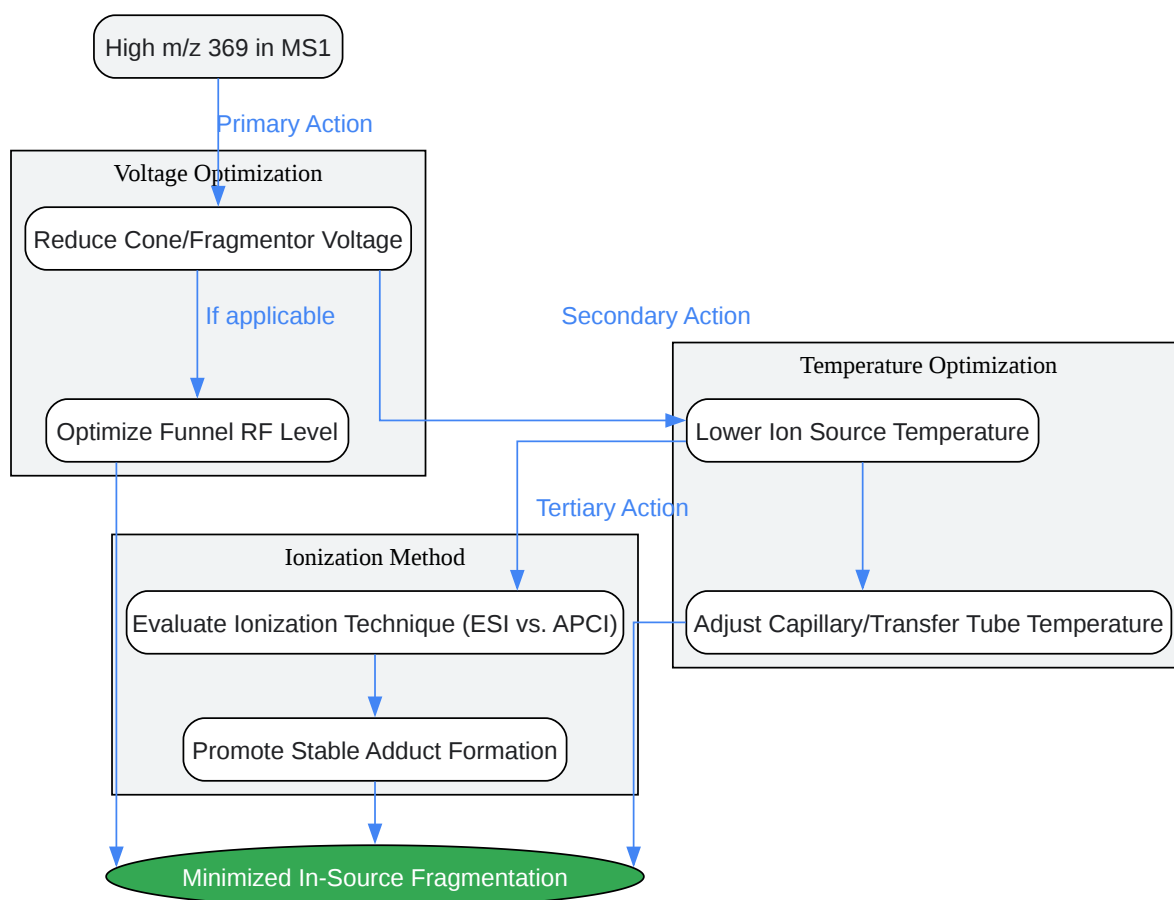 High m/z 369 in MS1
Primary Action
Voltage Optimization
Reduce Cone/Fragmentor Voltage
If applicable
Secondary Action
Temperature Optimization
Optimize Funnel RF Level
Lower Ion Source Temperature
Tertiary Action
Ionization Method
Evaluate Ionization Technique (ESI vs. APCI)
Adjust Capillary/Transfer Tube Temperature
Promote Stable Adduct Formation
Minimized In-Source Fragmentation